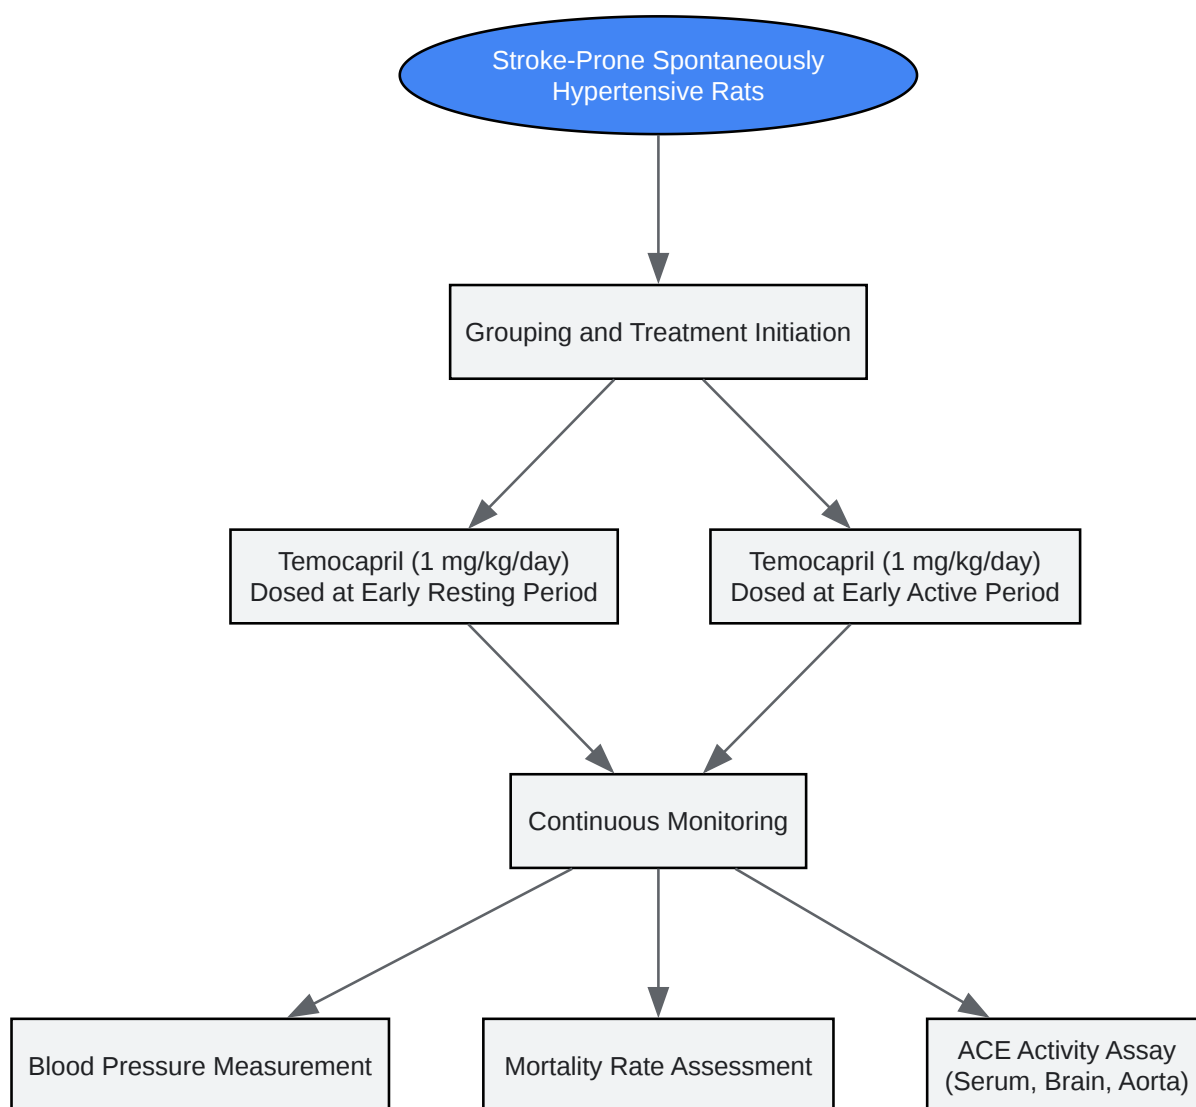 Stroke-Prone Spontaneously
Hypertensive Rats
Grouping and Treatment Initiation
Temocapril (1 mg/kg/day)
Dosed at Early Resting Period
Temocapril (1 mg/kg/day)
Dosed at Early Active Period
Continuous Monitoring
Blood Pressure Measurement
Mortality Rate Assessment
ACE Activity Assay
(Serum, Brain, Aorta)